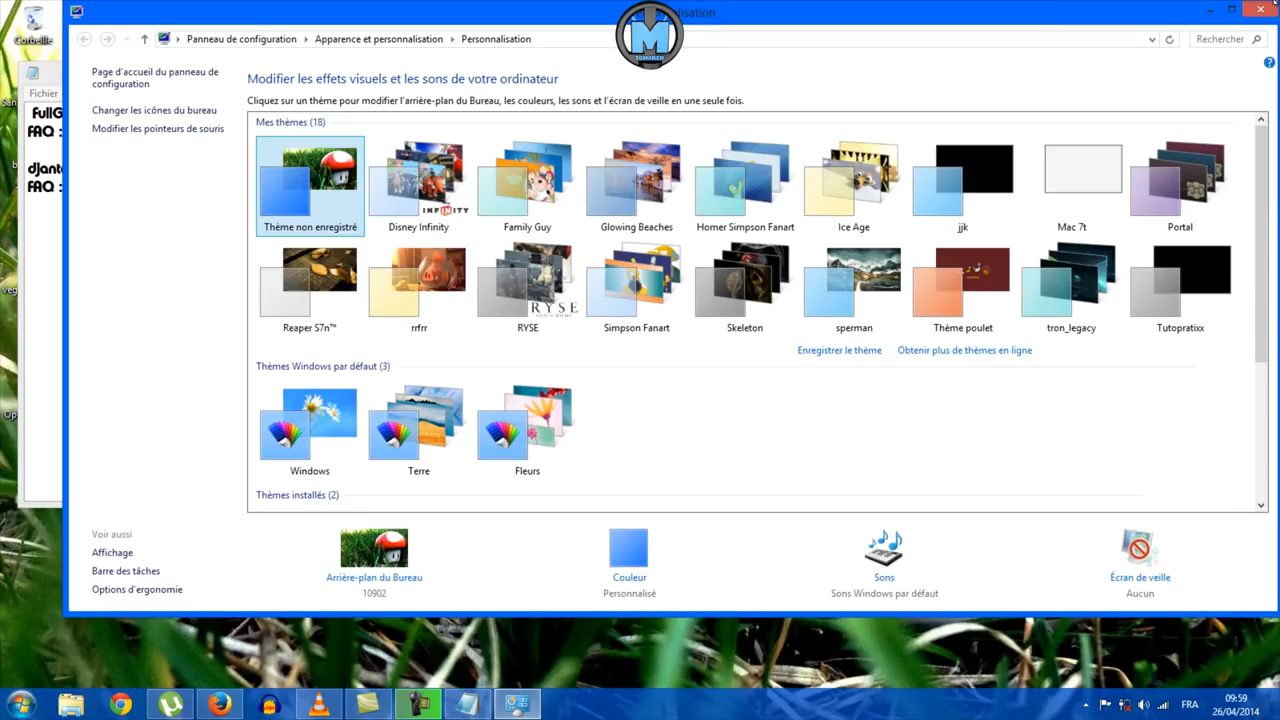 Corbeille
Fichier
FullG
FAQ :
djante
FAQ :
Panneau de configuration
Apparence et personnalisation
Personnalisation
Rechercher
Page d'accueil du panneau de
configuration
Changer les icônes du bureau
Modifier les pointeurs de souris
Modifier les effets visuels et les sons de votre ordinateur
Cliquez sur un thème pour modifier l'arrière-plan du Bureau, les couleurs, les sons et l'écran de veille en une seule fois.
Mes thèmes (18)
INFINITY
Thème non enregistré
Disney Infinity
Family Guy
Glowing Beaches
Homer Simpson Fanart
Ice Age
jjk
Mac 7t
Portal
RYSE
Reaper S7n™
rrfrr
RYSE
Simpson Fanart
Skeleton
sperman
Thème poulet
tron_legacy
Tutopratixx
Enregistrer le thème
Obtenir plus de thèmes en ligne
Thèmes Windows par défaut (3)
Windows
Terre
Fleurs
Thèmes installés (2)
Voir aussi
Affichage
Barre des tâches
Options d'ergonomie
Arrière-plan du Bureau
10902
Couleur
Personnalisé
Sons
Sons Windows par défaut
Écran de veille
Aucun
FRA
09:59
26/04/2014